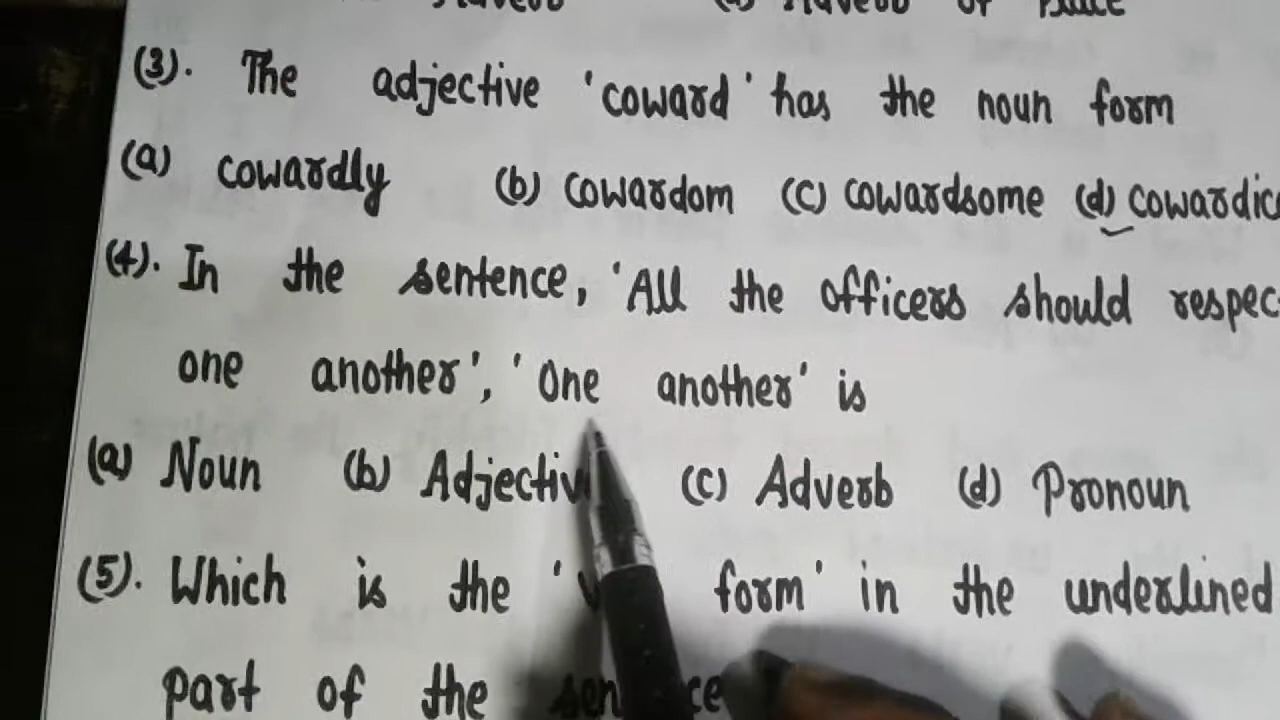 (3). The adjective 'coward' has the noun form
(a) cowardly (b) cowardom (c) cowardsome (d) cowardic
(4). In the sentence, 'All the officers should respec
one another', 'One another' is
(a) Noun (b) Adjectiv (c) Adverb (d) Pronoun
(5). Which is the ' form' in the underlined
part of the